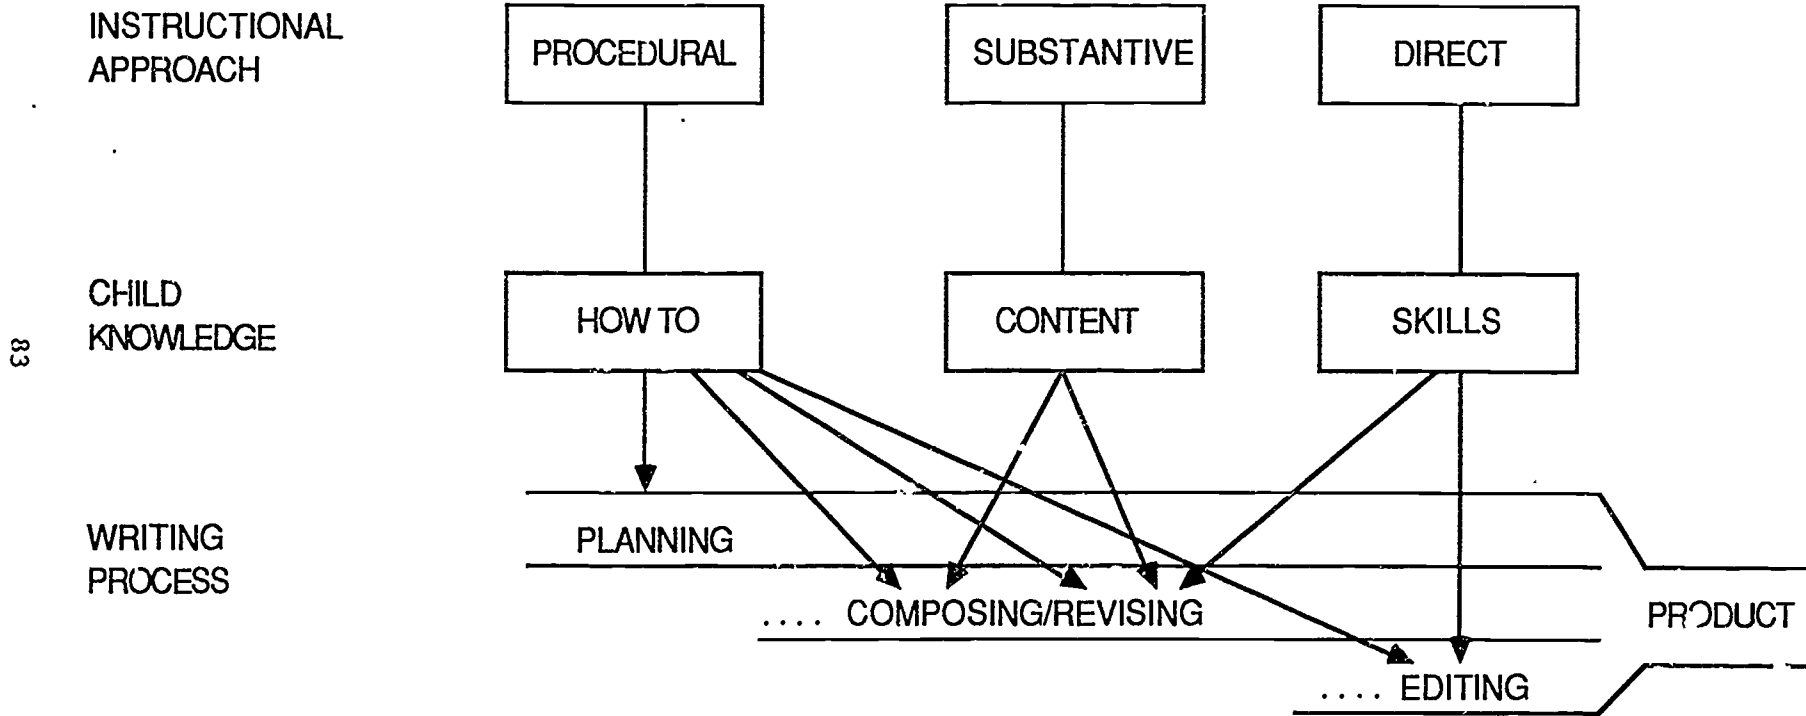 INSTRUCTIONAL
APPROACH
PROCEDURAL
SUBSTANTIVE
DIRECT
CHILD
KNOWLEDGE
HOW TO
CONTENT
SKILLS
83
WRITING
PROCESS
PLANNING
.... COMPOSING/REVISING
PRODUCT
.... EDITING